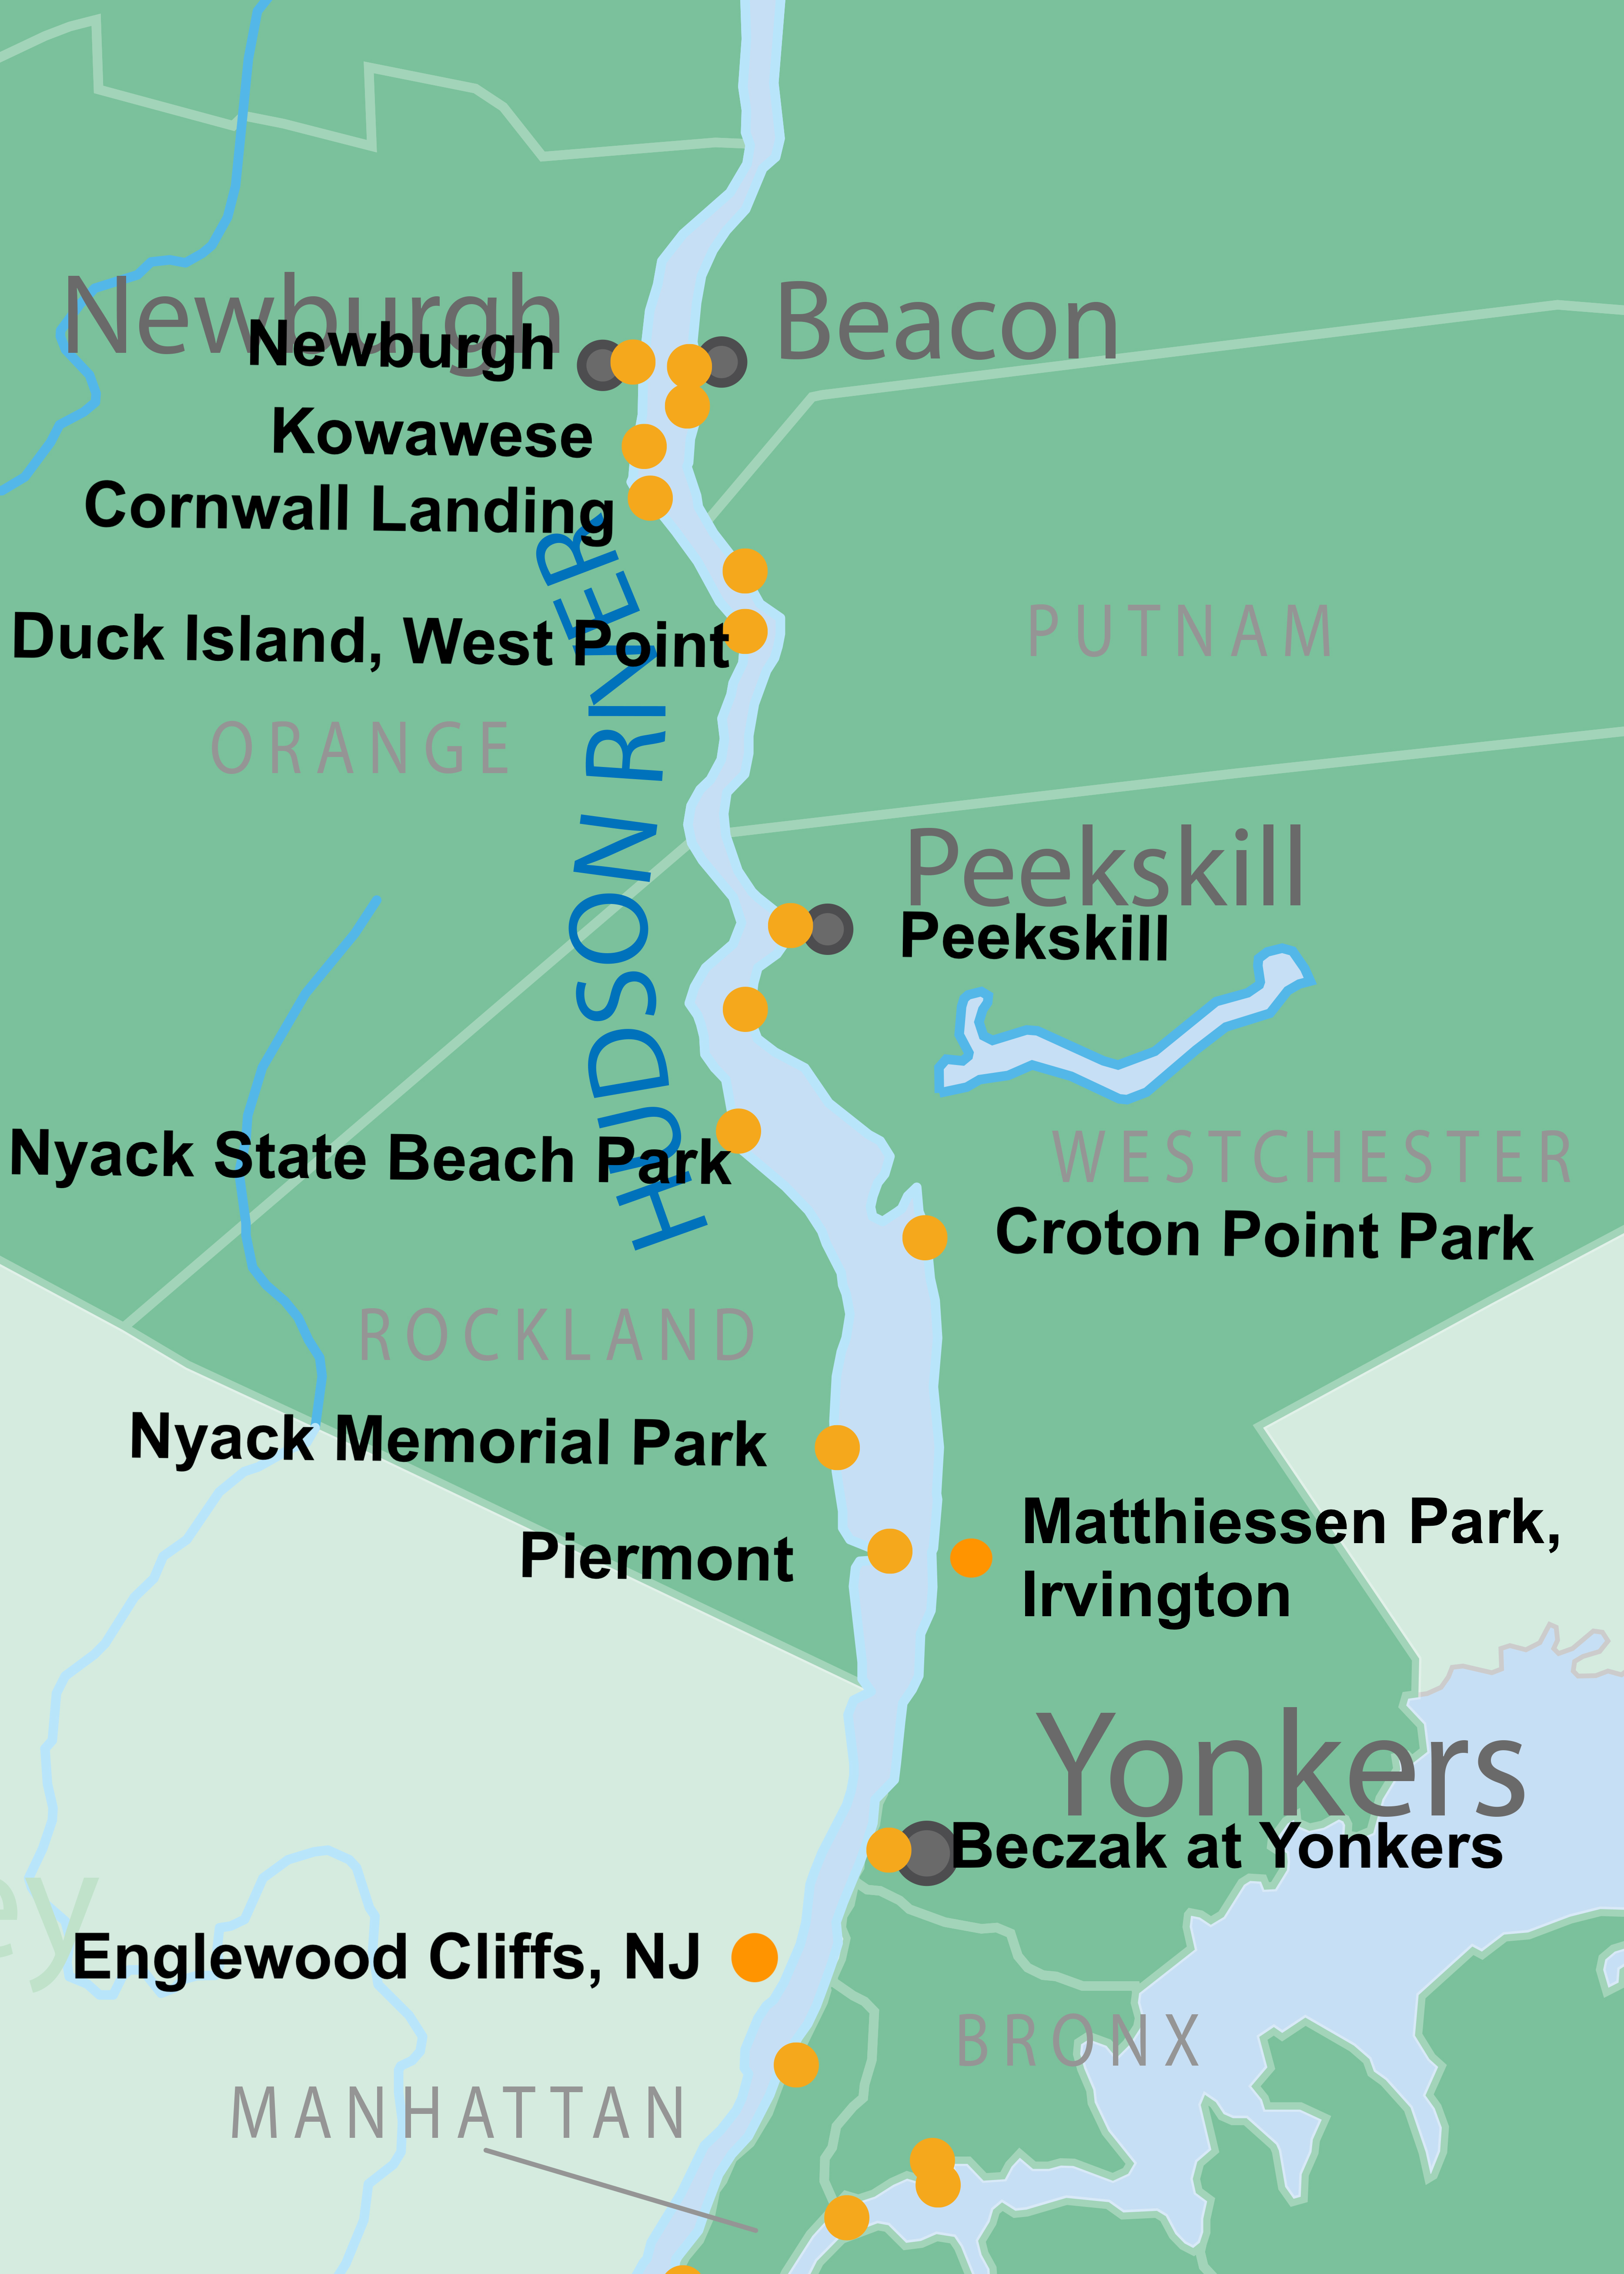 Newburgh
Beacon
Newburgh
Kowawese
Cornwall Landing
HUDSON RIVER
PUTNAM
Duck Island, West Point
ORANGE
Peekskill
Peekskill
WESTCHESTER
Nyack State Beach Park
Croton Point Park
ROCKLAND
Nyack Memorial Park
Matthiessen Park,
Irvington
Piermont
Yonkers
Beczak at Yonkers
ey
Englewood Cliffs, NJ
BRONX
MANHATTAN